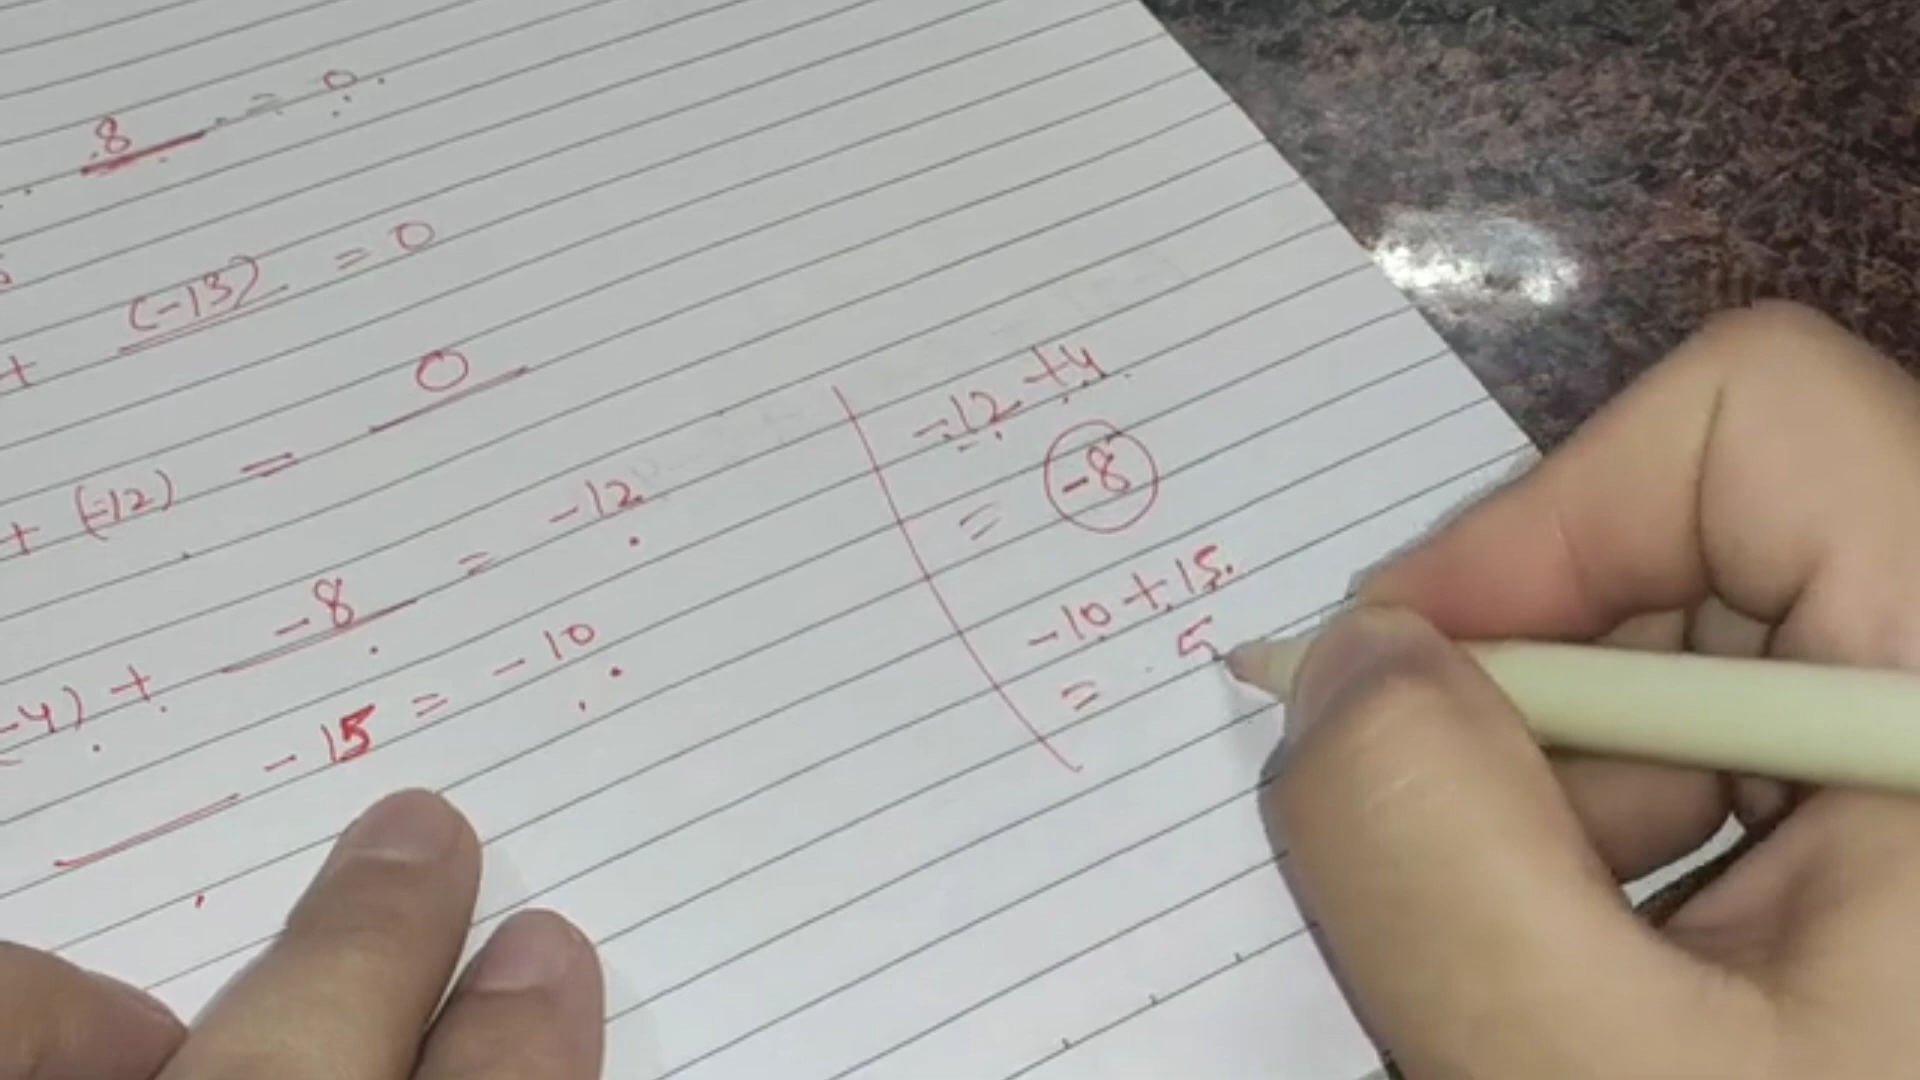 8 = 0
+ (-13) = 0
+ (-12) = 0
-4) + -8 = -12
- 15 = -10
-12 + 4
= -8
-10 + 15
= 5